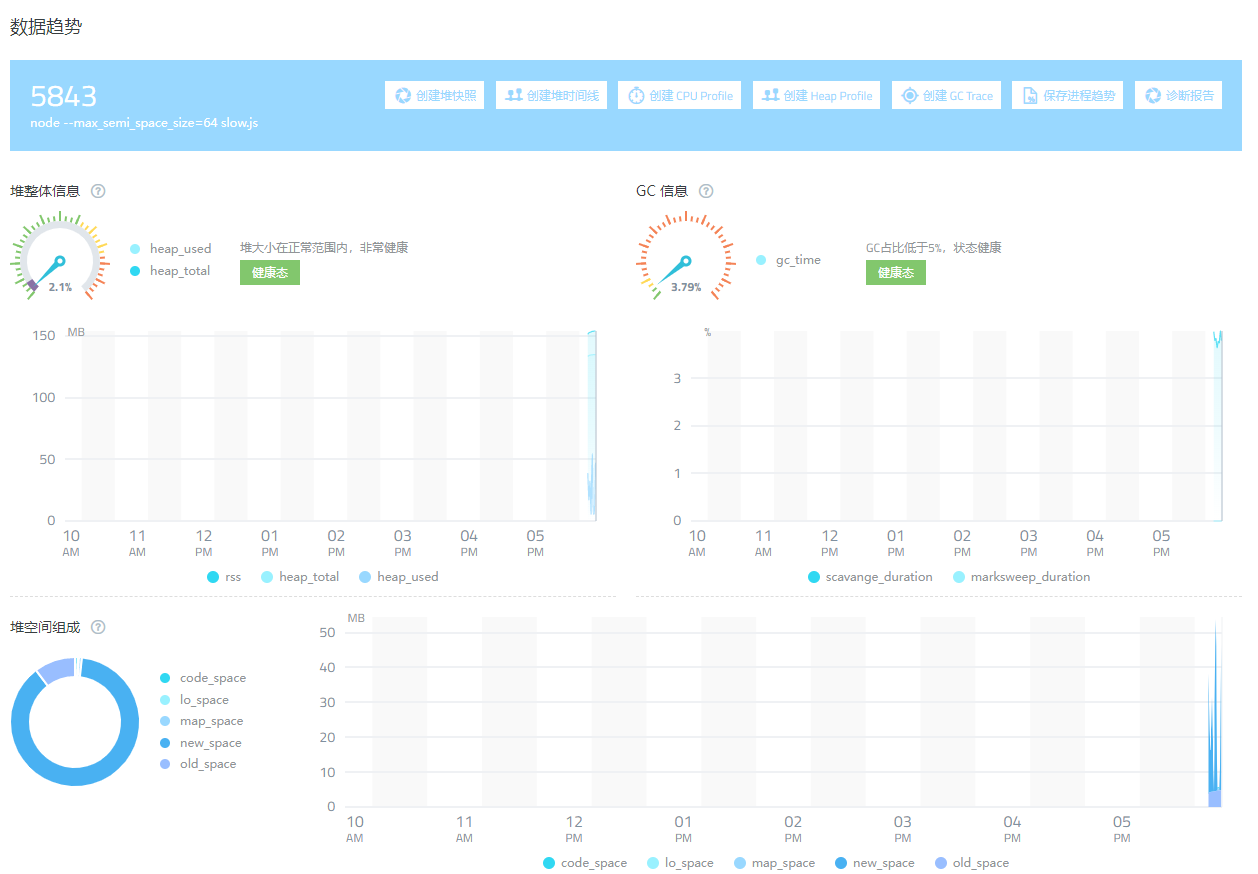 数据趋势
5843
node --max_semi_space_size=64 slow.js
创建堆快照
创建堆时间线
创建 CPU Profile
创建 Heap Profile
创建 GC Trace
保存进程趋势
诊断报告
堆整体信息 ?
2.1%
heap_used
heap_total
堆大小在正常范围内，非常健康
健康态
GC 信息 ?
3.79%
gc_time
GC占比低于5%，状态健康
健康态
MB
150
100
50
0
10 AM 11 AM 12 PM 01 PM 02 PM 03 PM 04 PM 05 PM
rss heap_total heap_used
%
3
2
1
0
10 AM 11 AM 12 PM 01 PM 02 PM 03 PM 04 PM 05 PM
scavange_duration marksweep_duration
堆空间组成 ?
code_space
lo_space
map_space
new_space
old_space
MB
50
40
30
20
10
0
10 AM 11 AM 12 PM 01 PM 02 PM 03 PM 04 PM 05 PM
code_space lo_space map_space new_space old_space